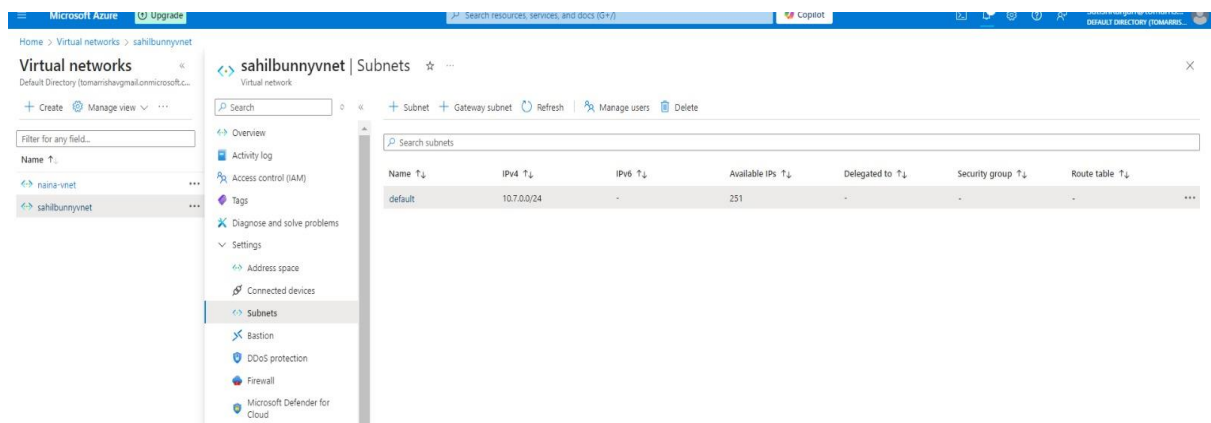 Microsoft Azure
Upgrade
Search resources, services, and docs (G+/)
Copilot
DEFAULT DIRECTORY (TOMARRIS...
Home > Virtual networks > sahilbunnyvnet
Virtual networks
Default Directory (tomarrishavgmail.onmicrosoft.c...
+ Create
Manage view
...
Filter for any field...
Name ↑
naina-vnet
...
sahilbunnyvnet
...
sahilbunnyvnet | Subnets
...
Virtual network
Search
Overview
Activity log
Access control (IAM)
Tags
Diagnose and solve problems
Settings
Address space
Connected devices
Subnets
Bastion
DDoS protection
Firewall
Microsoft Defender for
Cloud
+ Subnet + Gateway subnet Refresh Manage users Delete
Search subnets
Name ↑↓ IPv4 ↑↓ IPv6 ↑↓ Available IPs ↑↓ Delegated to ↑↓ Security group ↑↓ Route table ↑↓
default 10.7.0.0/24 - 251 - - - ...